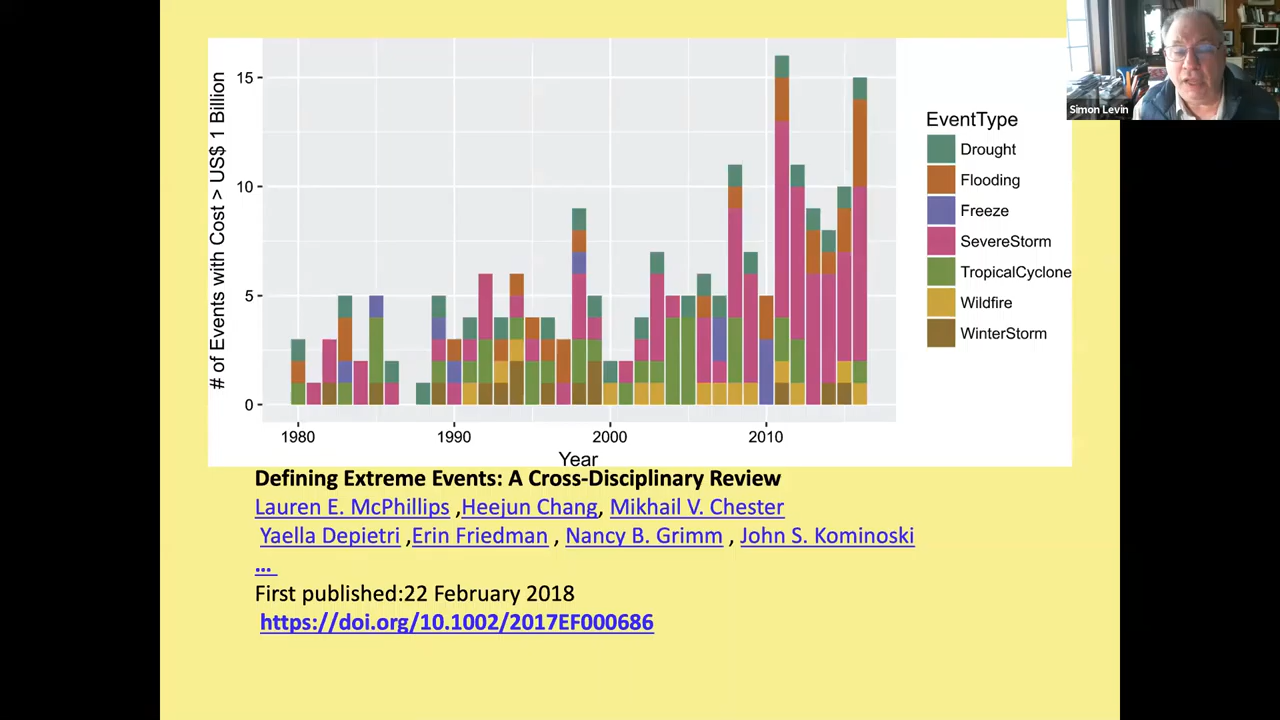 Simon Levin
# of Events with Cost > US$ 1 Billion
15
10
5
0
1980 1990 2000 2010
Year
EventType
Drought
Flooding
Freeze
SevereStorm
TropicalCyclone
Wildfire
WinterStorm
Defining Extreme Events: A Cross-Disciplinary Review
Lauren E. McPhillips ,Heejun Chang, Mikhail V. Chester
Yaella Depietri ,Erin Friedman , Nancy B. Grimm , John S. Kominoski
...
First published:22 February 2018
https://doi.org/10.1002/2017EF000686